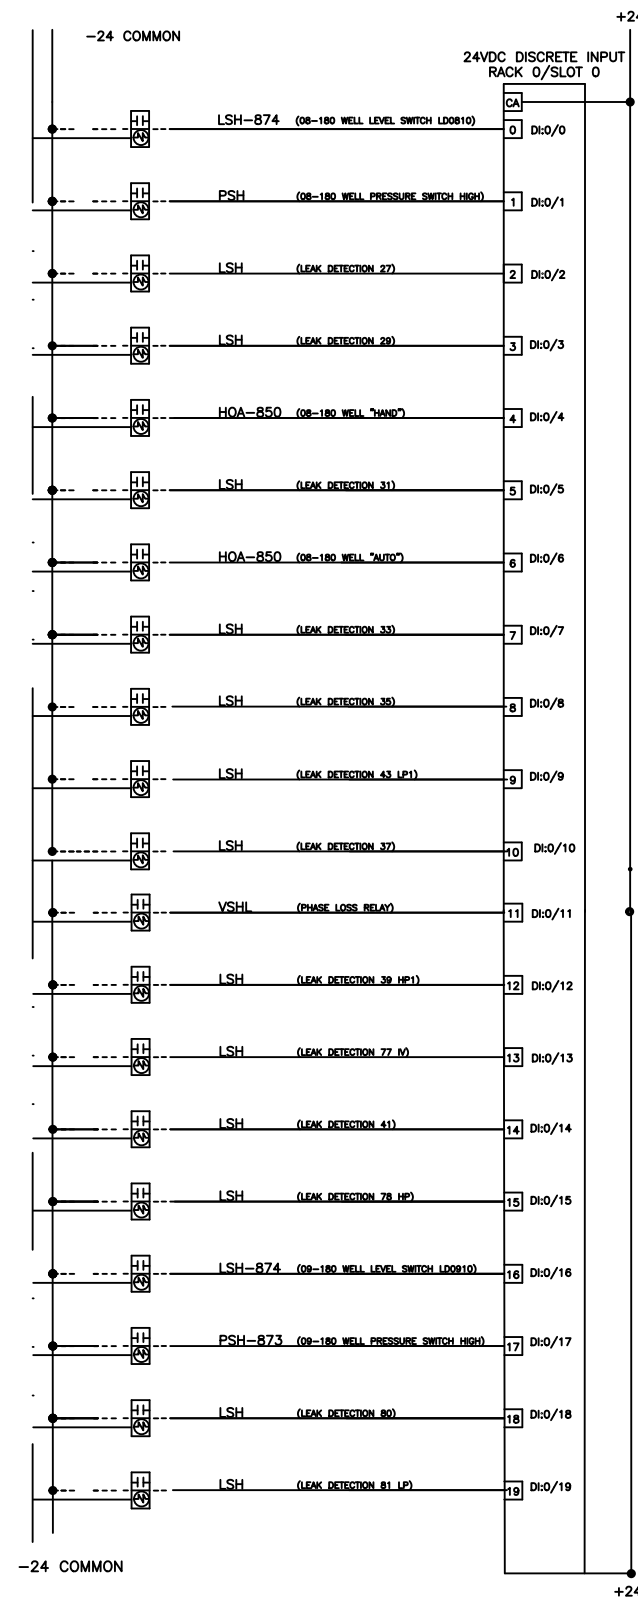 +24
-24 COMMON
24VDC DISCRETE INPUT
RACK 0/SLOT 0
CA
LSH-874 (08-180 WELL LEVEL SWITCH LD0810) 0 DI:0/0
PSH (08-180 WELL PRESSURE SWITCH HIGH) 1 DI:0/1
LSH (LEAK DETECTION 27) 2 DI:0/2
LSH (LEAK DETECTION 29) 3 DI:0/3
HOA-850 (08-180 WELL "HAND") 4 DI:0/4
LSH (LEAK DETECTION 31) 5 DI:0/5
HOA-850 (08-180 WELL "AUTO") 6 DI:0/6
LSH (LEAK DETECTION 33) 7 DI:0/7
LSH (LEAK DETECTION 35) 8 DI:0/8
LSH (LEAK DETECTION 43 LP1) 9 DI:0/9
LSH (LEAK DETECTION 37) 10 DI:0/10
VSHL (PHASE LOSS RELAY) 11 DI:0/11
LSH (LEAK DETECTION 39 HP1) 12 DI:0/12
LSH (LEAK DETECTION 77 IV) 13 DI:0/13
LSH (LEAK DETECTION 41) 14 DI:0/14
LSH (LEAK DETECTION 78 HP) 15 DI:0/15
LSH-874 (09-180 WELL LEVEL SWITCH LD0910) 16 DI:0/16
PSH-873 (09-180 WELL PRESSURE SWITCH HIGH) 17 DI:0/17
LSH (LEAK DETECTION 80) 18 DI:0/18
LSH (LEAK DETECTION 81 LP) 19 DI:0/19
-24 COMMON
+24